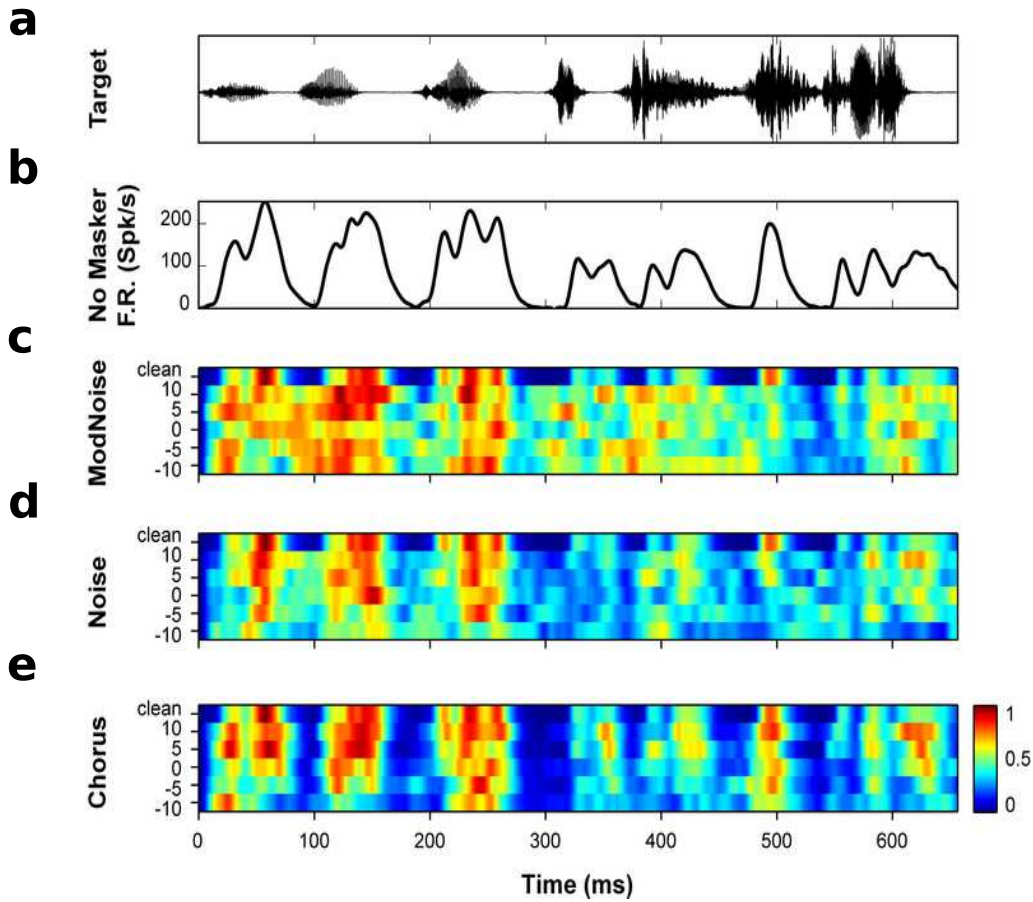 a
Target
b
No Masker
F.R. (Spk/s)
200
100
0
c
ModNoise
clean
10
5
0
-5
-10
d
Noise
clean
10
5
0
-5
-10
e
Chorus
clean
10
5
0
-5
-10
1
0.5
0
0 100 200 300 400 500 600
Time (ms)